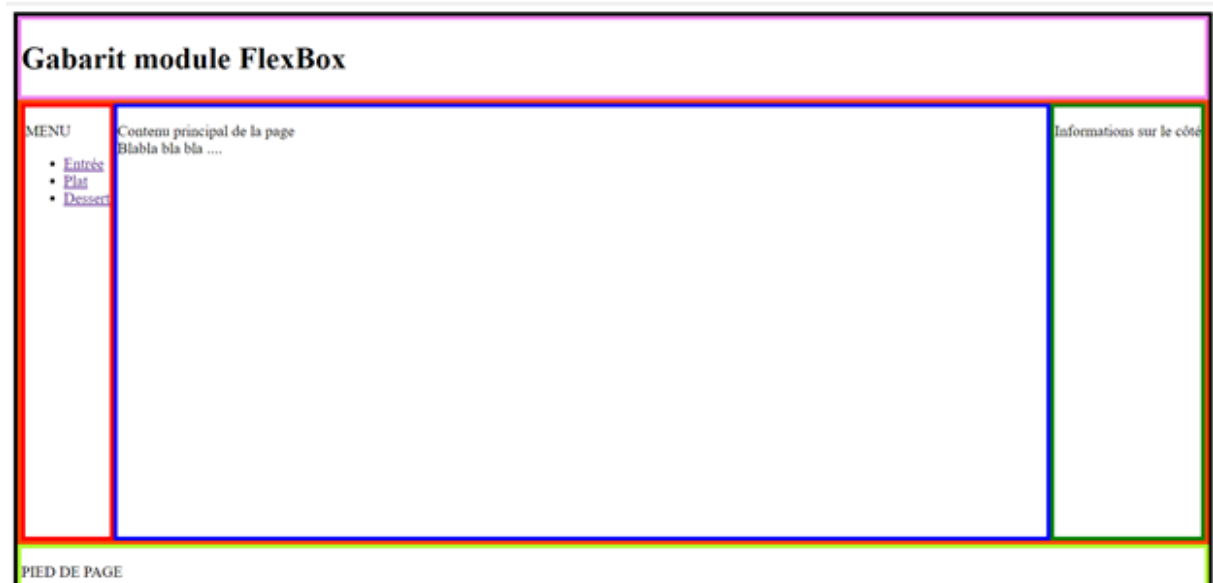 Gabarit module FlexBox
MENU
Entrée
Plat
Dessert
Contenu principal de la page
Blabla bla bla ....
Informations sur le côté
PIED DE PAGE